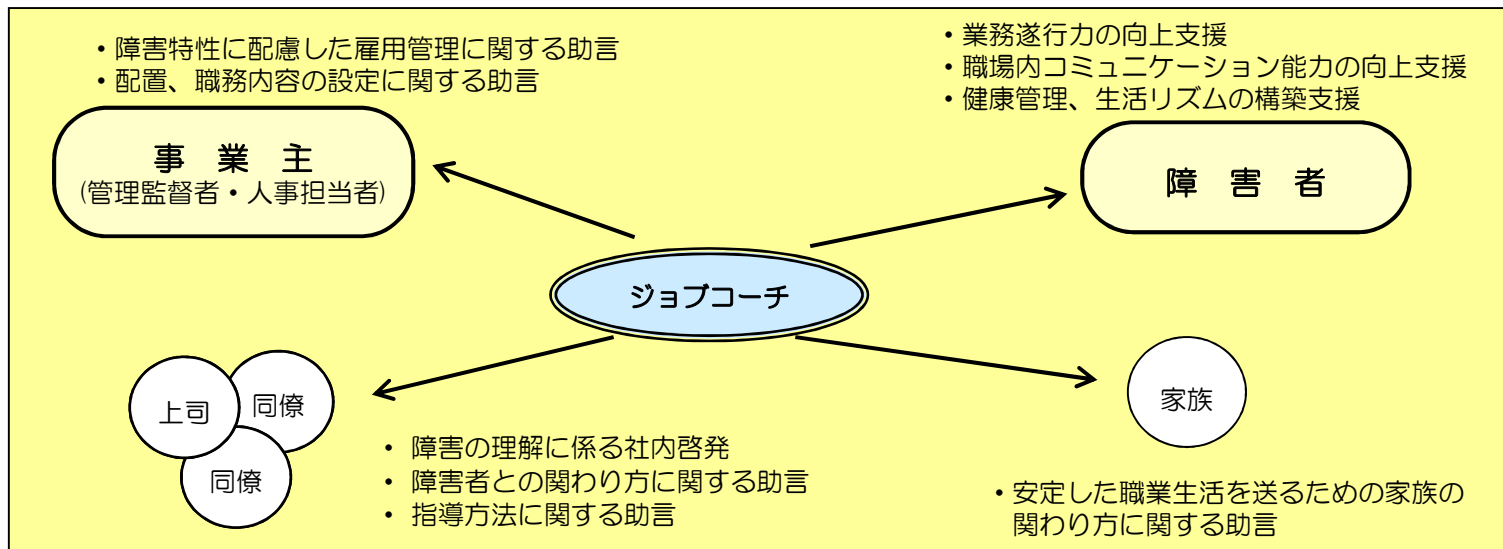 ・障害特性に配慮した雇用管理に関する助言
・配置、職務内容の設定に関する助言
事 業 主
(管理監督者・人事担当者)
・業務遂行力の向上支援
・職場内コミュニケーション能力の向上支援
・健康管理、生活リズムの構築支援
障 害 者
ジョブコーチ
上司
同僚
同僚
・ 障害の理解に係る社内啓発
・ 障害者との関わり方に関する助言
・ 指導方法に関する助言
家族
・安定した職業生活を送るための家族の
関わり方に関する助言